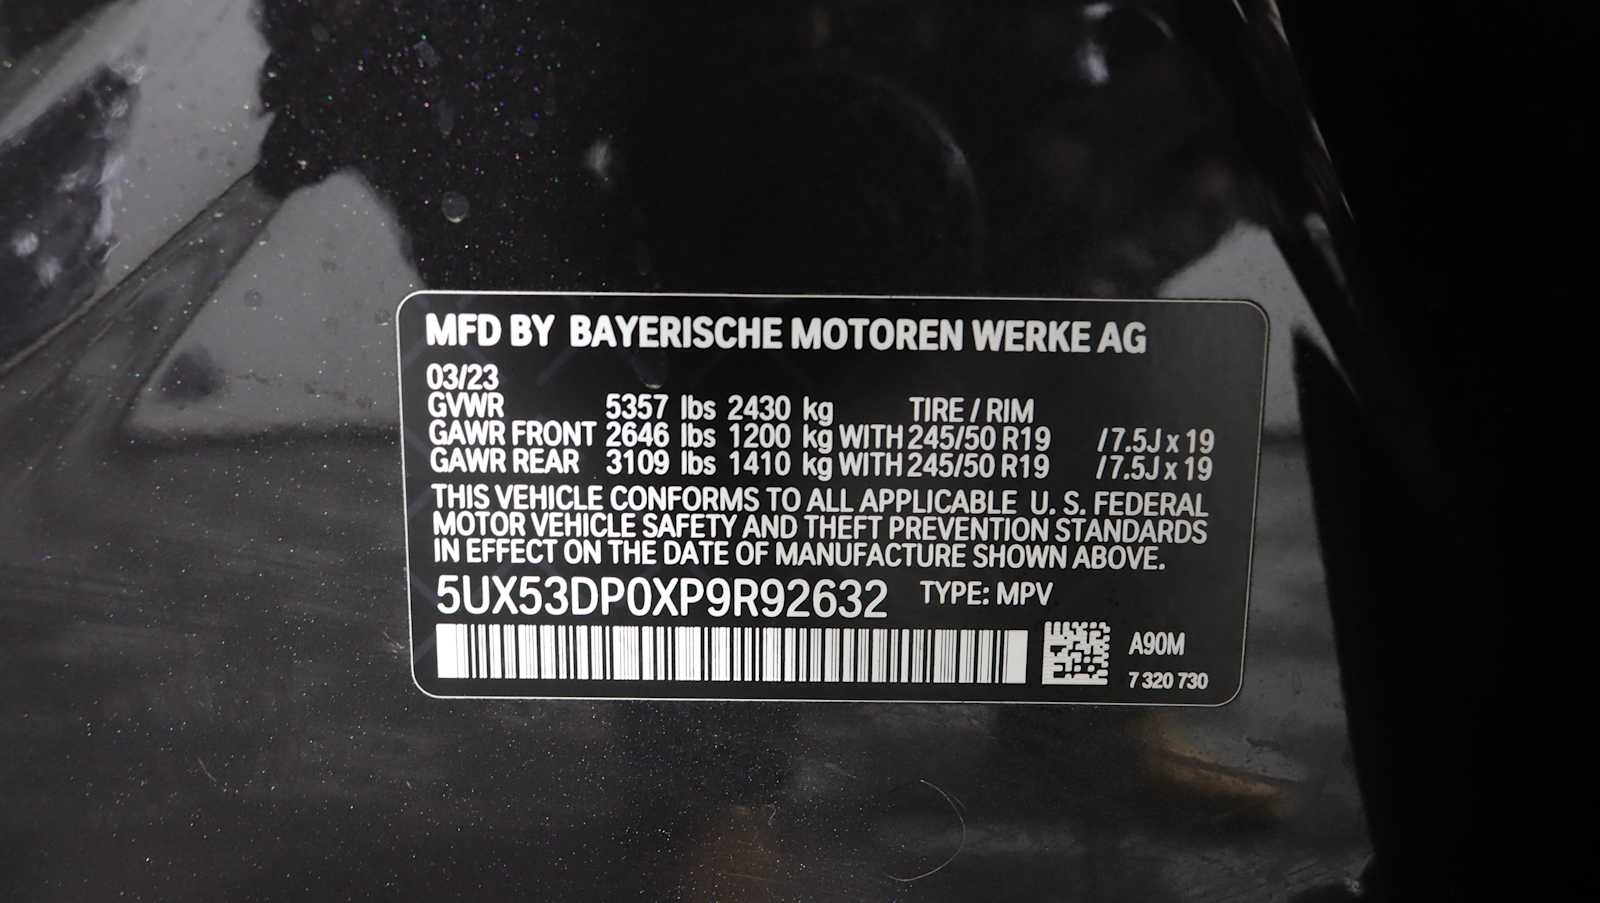 MFD BY BAYERISCHE MOTOREN WERKE AG
03/23
GVWR 5357 lbs 2430 kg TIRE / RIM
GAWR FRONT 2646 lbs 1200 kg WITH 245/50 R19 /7.5J x 19
GAWR REAR 3109 lbs 1410 kg WITH 245/50 R19 /7.5J x 19
THIS VEHICLE CONFORMS TO ALL APPLICABLE U. S. FEDERAL
MOTOR VEHICLE SAFETY AND THEFT PREVENTION STANDARDS
IN EFFECT ON THE DATE OF MANUFACTURE SHOWN ABOVE.
5UX53DP0XP9R92632 TYPE: MPV
A90M
7 320 730